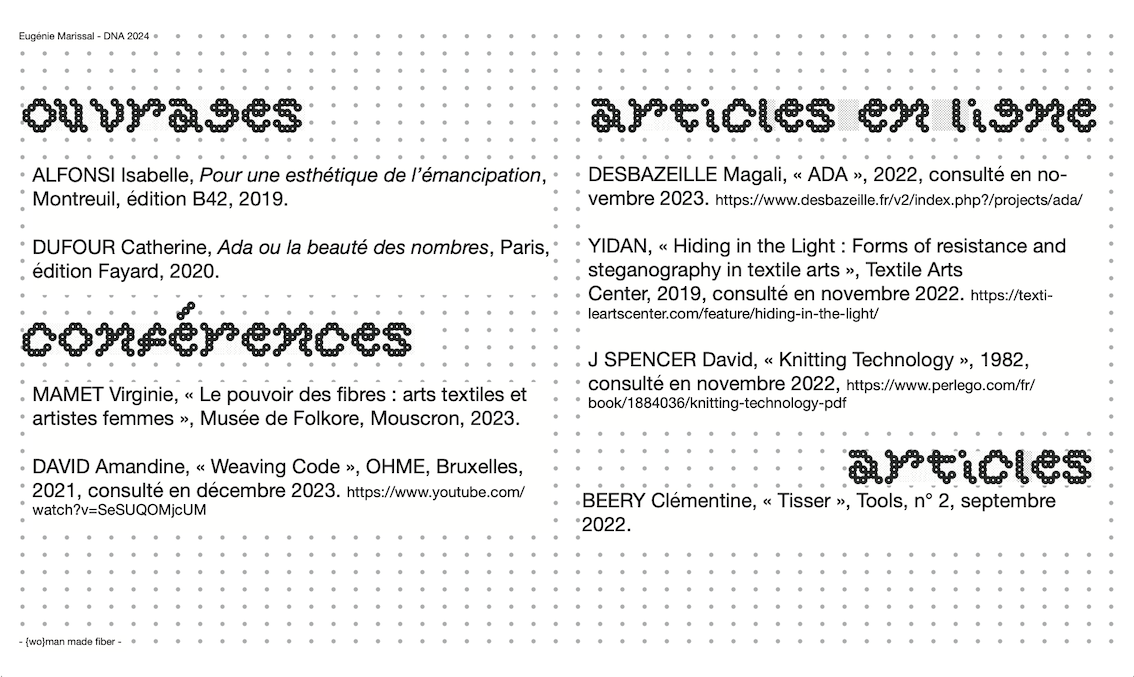 Eugénie Marissal - DNA 2024
ouvrages
ALFONSI Isabelle, Pour une esthétique de l’émancipation,
Montreuil, édition B42, 2019.
DUFOUR Catherine, Ada ou la beauté des nombres, Paris,
édition Fayard, 2020.
conférences
MAMET Virginie, « Le pouvoir des fibres : arts textiles et
artistes femmes », Musée de Folkore, Mouscron, 2023.
DAVID Amandine, « Weaving Code », OHME, Bruxelles,
2021, consulté en décembre 2023. https://www.youtube.com/
watch?v=SeSUQOMjcUM
articles en ligne
DESBAZEILLE Magali, « ADA », 2022, consulté en no-
vembre 2023. https://www.desbazeille.fr/v2/index.php?/projects/ada/
YIDAN, « Hiding in the Light : Forms of resistance and
steganography in textile arts », Textile Arts
Center, 2019, consulté en novembre 2022. https://texti-
leartscenter.com/feature/hiding-in-the-light/
J SPENCER David, « Knitting Technology », 1982,
consulté en novembre 2022, https://www.perlego.com/fr/
book/1884036/knitting-technology-pdf
articles
BEERY Clémentine, « Tisser », Tools, n° 2, septembre
2022.
- {wo}man made fiber -